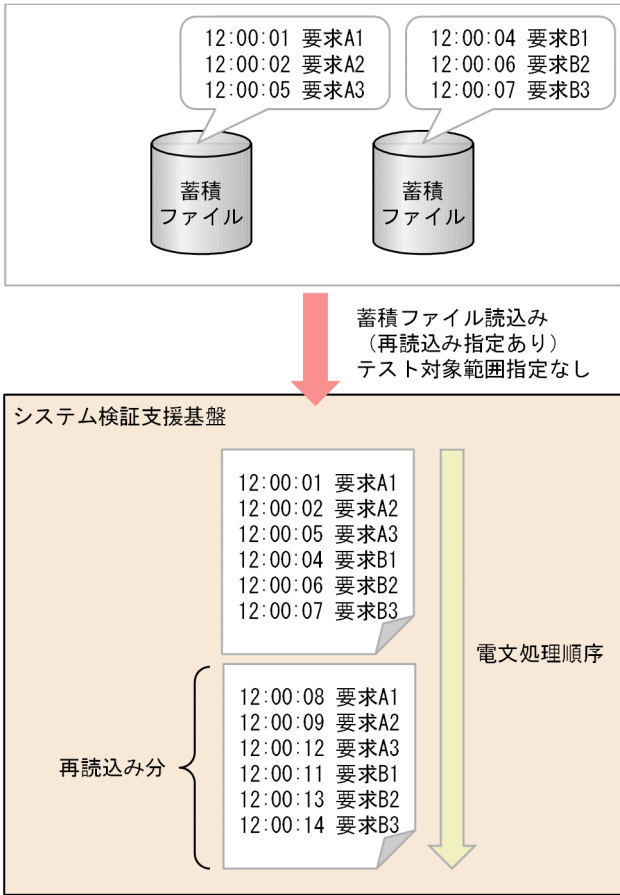 12:00:01 要求A1
12:00:02 要求A2
12:00:05 要求A3
12:00:04 要求B1
12:00:06 要求B2
12:00:07 要求B3
蓄積
ファイル
蓄積
ファイル
蓄積ファイル読込み
（再読込み指定あり）
テスト対象範囲指定なし
システム検証支援基盤
12:00:01 要求A1
12:00:02 要求A2
12:00:05 要求A3
12:00:04 要求B1
12:00:06 要求B2
12:00:07 要求B3
電文処理順序
再読込み分
12:00:08 要求A1
12:00:09 要求A2
12:00:12 要求A3
12:00:11 要求B1
12:00:13 要求B2
12:00:14 要求B3